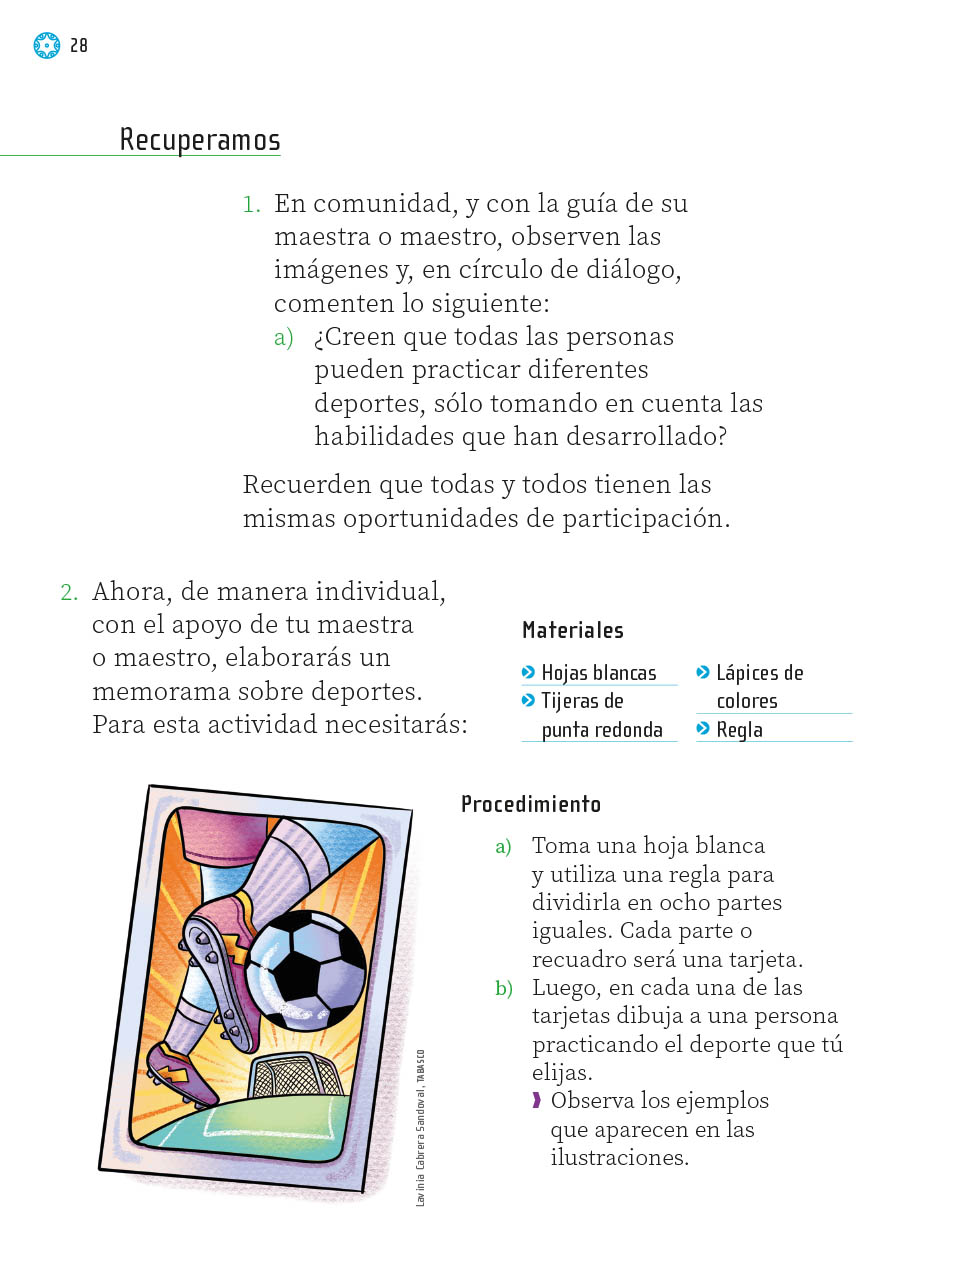 28
Recuperamos
1. En comunidad, y con la guía de su
maestra o maestro, observen las
imágenes y, en círculo de diálogo,
comenten lo siguiente:
a) ¿Creen que todas las personas
pueden practicar diferentes
deportes, sólo tomando en cuenta las
habilidades que han desarrollado?
Recuerden que todas y todos tienen las
mismas oportunidades de participación.
2. Ahora, de manera individual,
con el apoyo de tu maestra
o maestro, elaborarás un
memorama sobre deportes.
Para esta actividad necesitarás:
Materiales
Hojas blancas
Tijeras de
punta redonda
Lápices de
colores
Regla
Procedimiento
a) Toma una hoja blanca
y utiliza una regla para
dividirla en ocho partes
iguales. Cada parte o
recuadro será una tarjeta.
b) Luego, en cada una de las
tarjetas dibuja a una persona
practicando el deporte que tú
elijas.
Observa los ejemplos
que aparecen en las
ilustraciones.
Lavinia Cabrera Sandoval, TABASCO